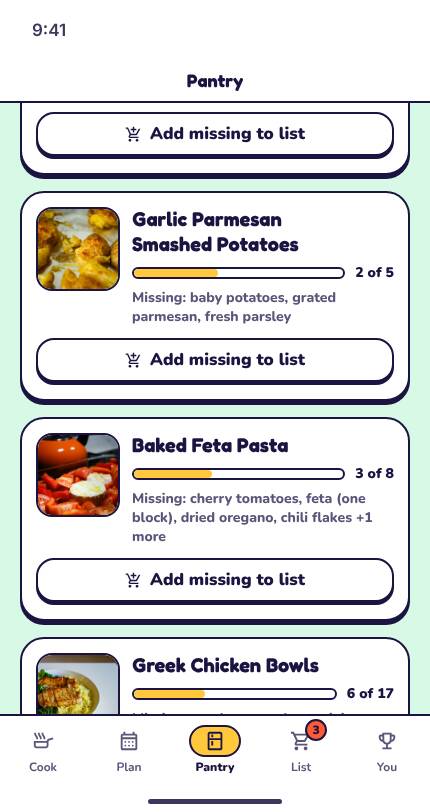 9:41
Pantry
Add missing to list
Garlic Parmesan
Smashed Potatoes
2 of 5
Missing: baby potatoes, grated
parmesan, fresh parsley
Add missing to list
Baked Feta Pasta
3 of 8
Missing: cherry tomatoes, feta (one
block), dried oregano, chili flakes +1
more
Add missing to list
Greek Chicken Bowls
6 of 17
3
Cook
Plan
Pantry
List
You